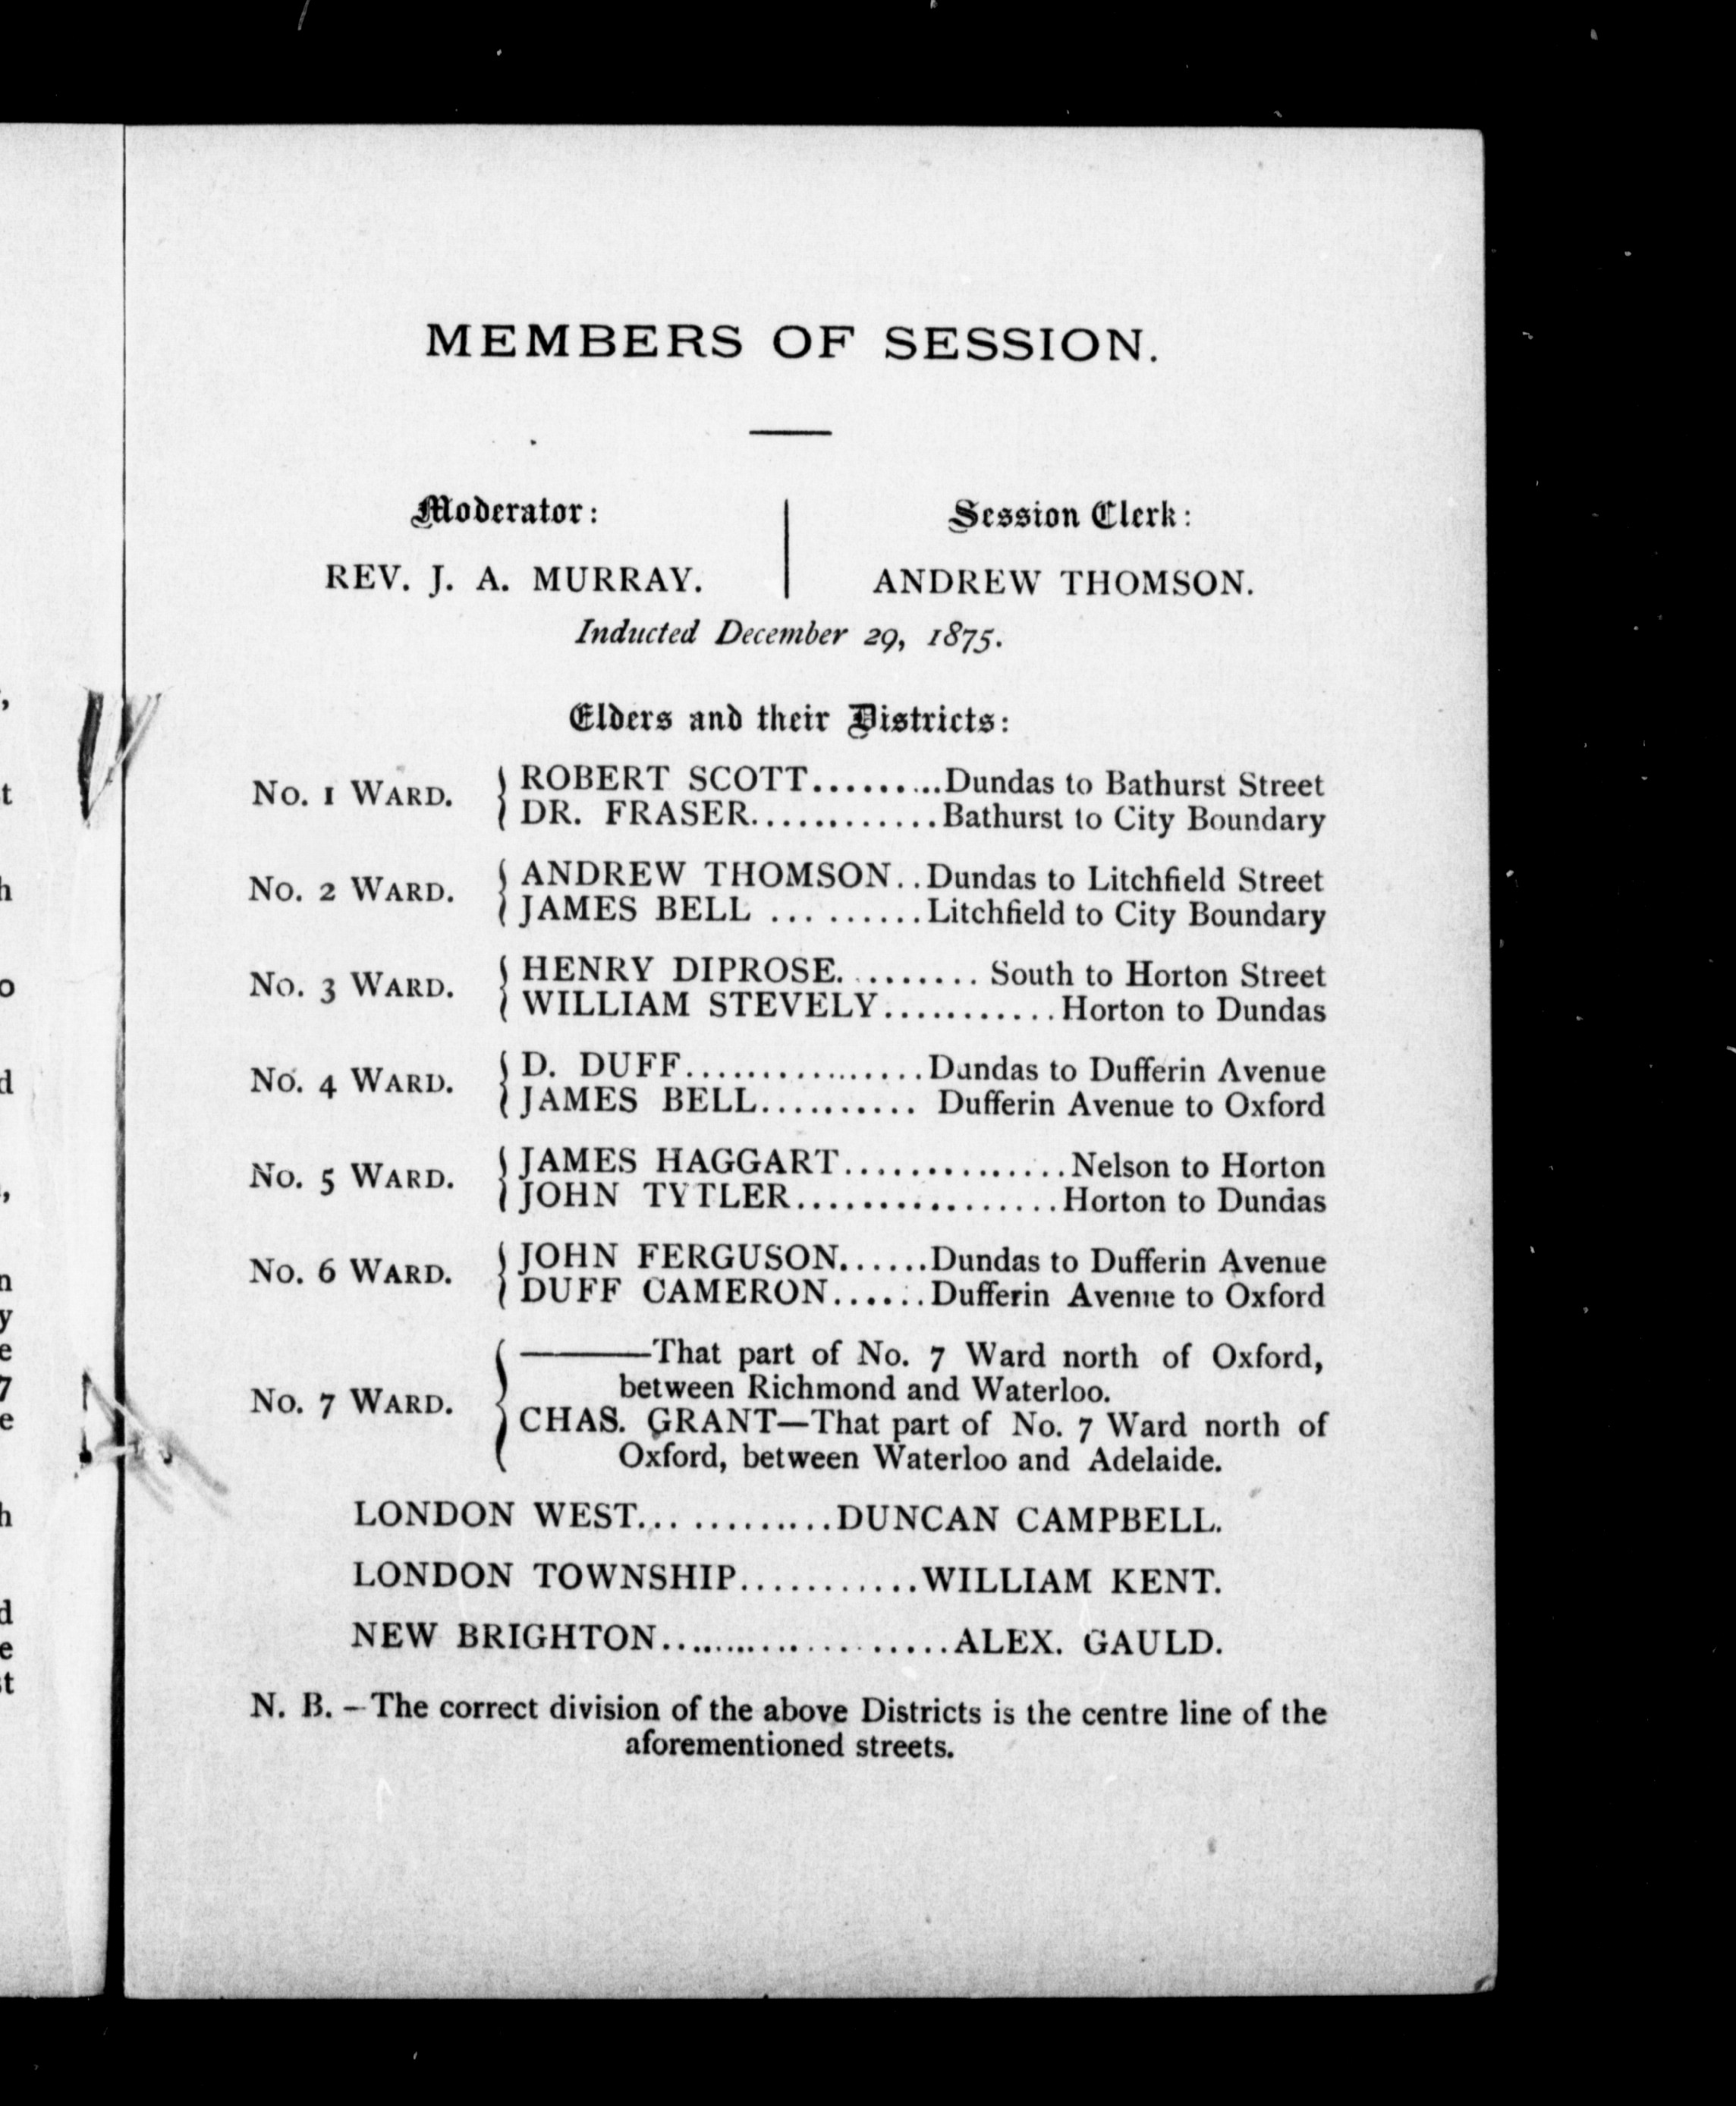 MEMBERS OF SESSION.
Moderator:
REV. J. A. MURRAY.
Session Clerk:
ANDREW THOMSON.
Inducted December 29, 1875.
Elders and their Districts:
No. 1 WARD.
ROBERT SCOTT.........Dundas to Bathurst Street
DR. FRASER............Bathurst to City Boundary
No. 2 WARD.
ANDREW THOMSON..Dundas to Litchfield Street
JAMES BELL ..........Litchfield to City Boundary
No. 3 WARD.
HENRY DIPROSE......... South to Horton Street
WILLIAM STEVELY...........Horton to Dundas
No. 4 WARD.
D. DUFF................Dundas to Dufferin Avenue
JAMES BELL.......... Dufferin Avenue to Oxford
No. 5 WARD.
JAMES HAGGART..............Nelson to Horton
JOHN TYTLER.................Horton to Dundas
No. 6 WARD.
JOHN FERGUSON......Dundas to Dufferin Avenue
DUFF CAMERON......Dufferin Avenne to Oxford
No. 7 WARD.
———That part of No. 7 Ward north of Oxford,
between Richmond and Waterloo.
CHAS. GRANT—That part of No. 7 Ward north of
Oxford, between Waterloo and Adelaide.
LONDON WEST... ..........DUNCAN CAMPBELL.
LONDON TOWNSHIP...........WILLIAM KENT.
NEW BRIGHTON...................ALEX. GAULD.
N. B. – The correct division of the above Districts is the centre line of the
aforementioned streets.